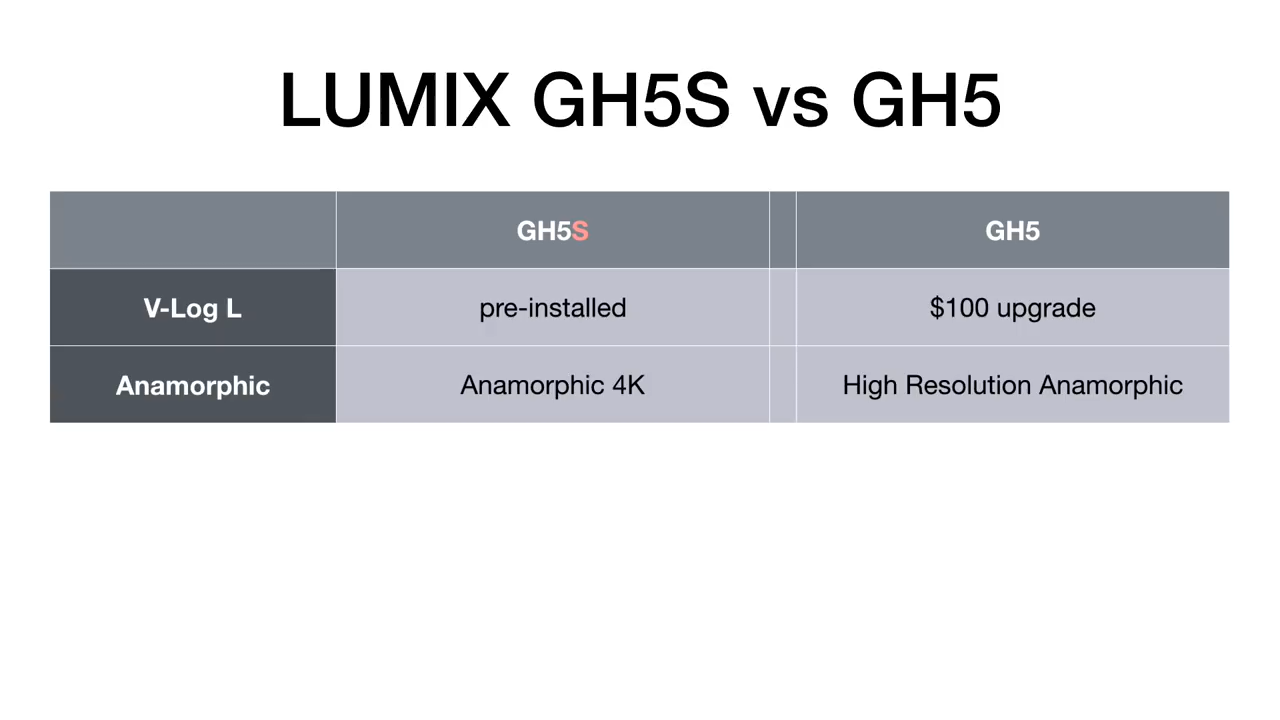 LUMIX GH5S vs GH5
GH5S GH5
V-Log L pre-installed $100 upgrade
Anamorphic Anamorphic 4K High Resolution Anamorphic